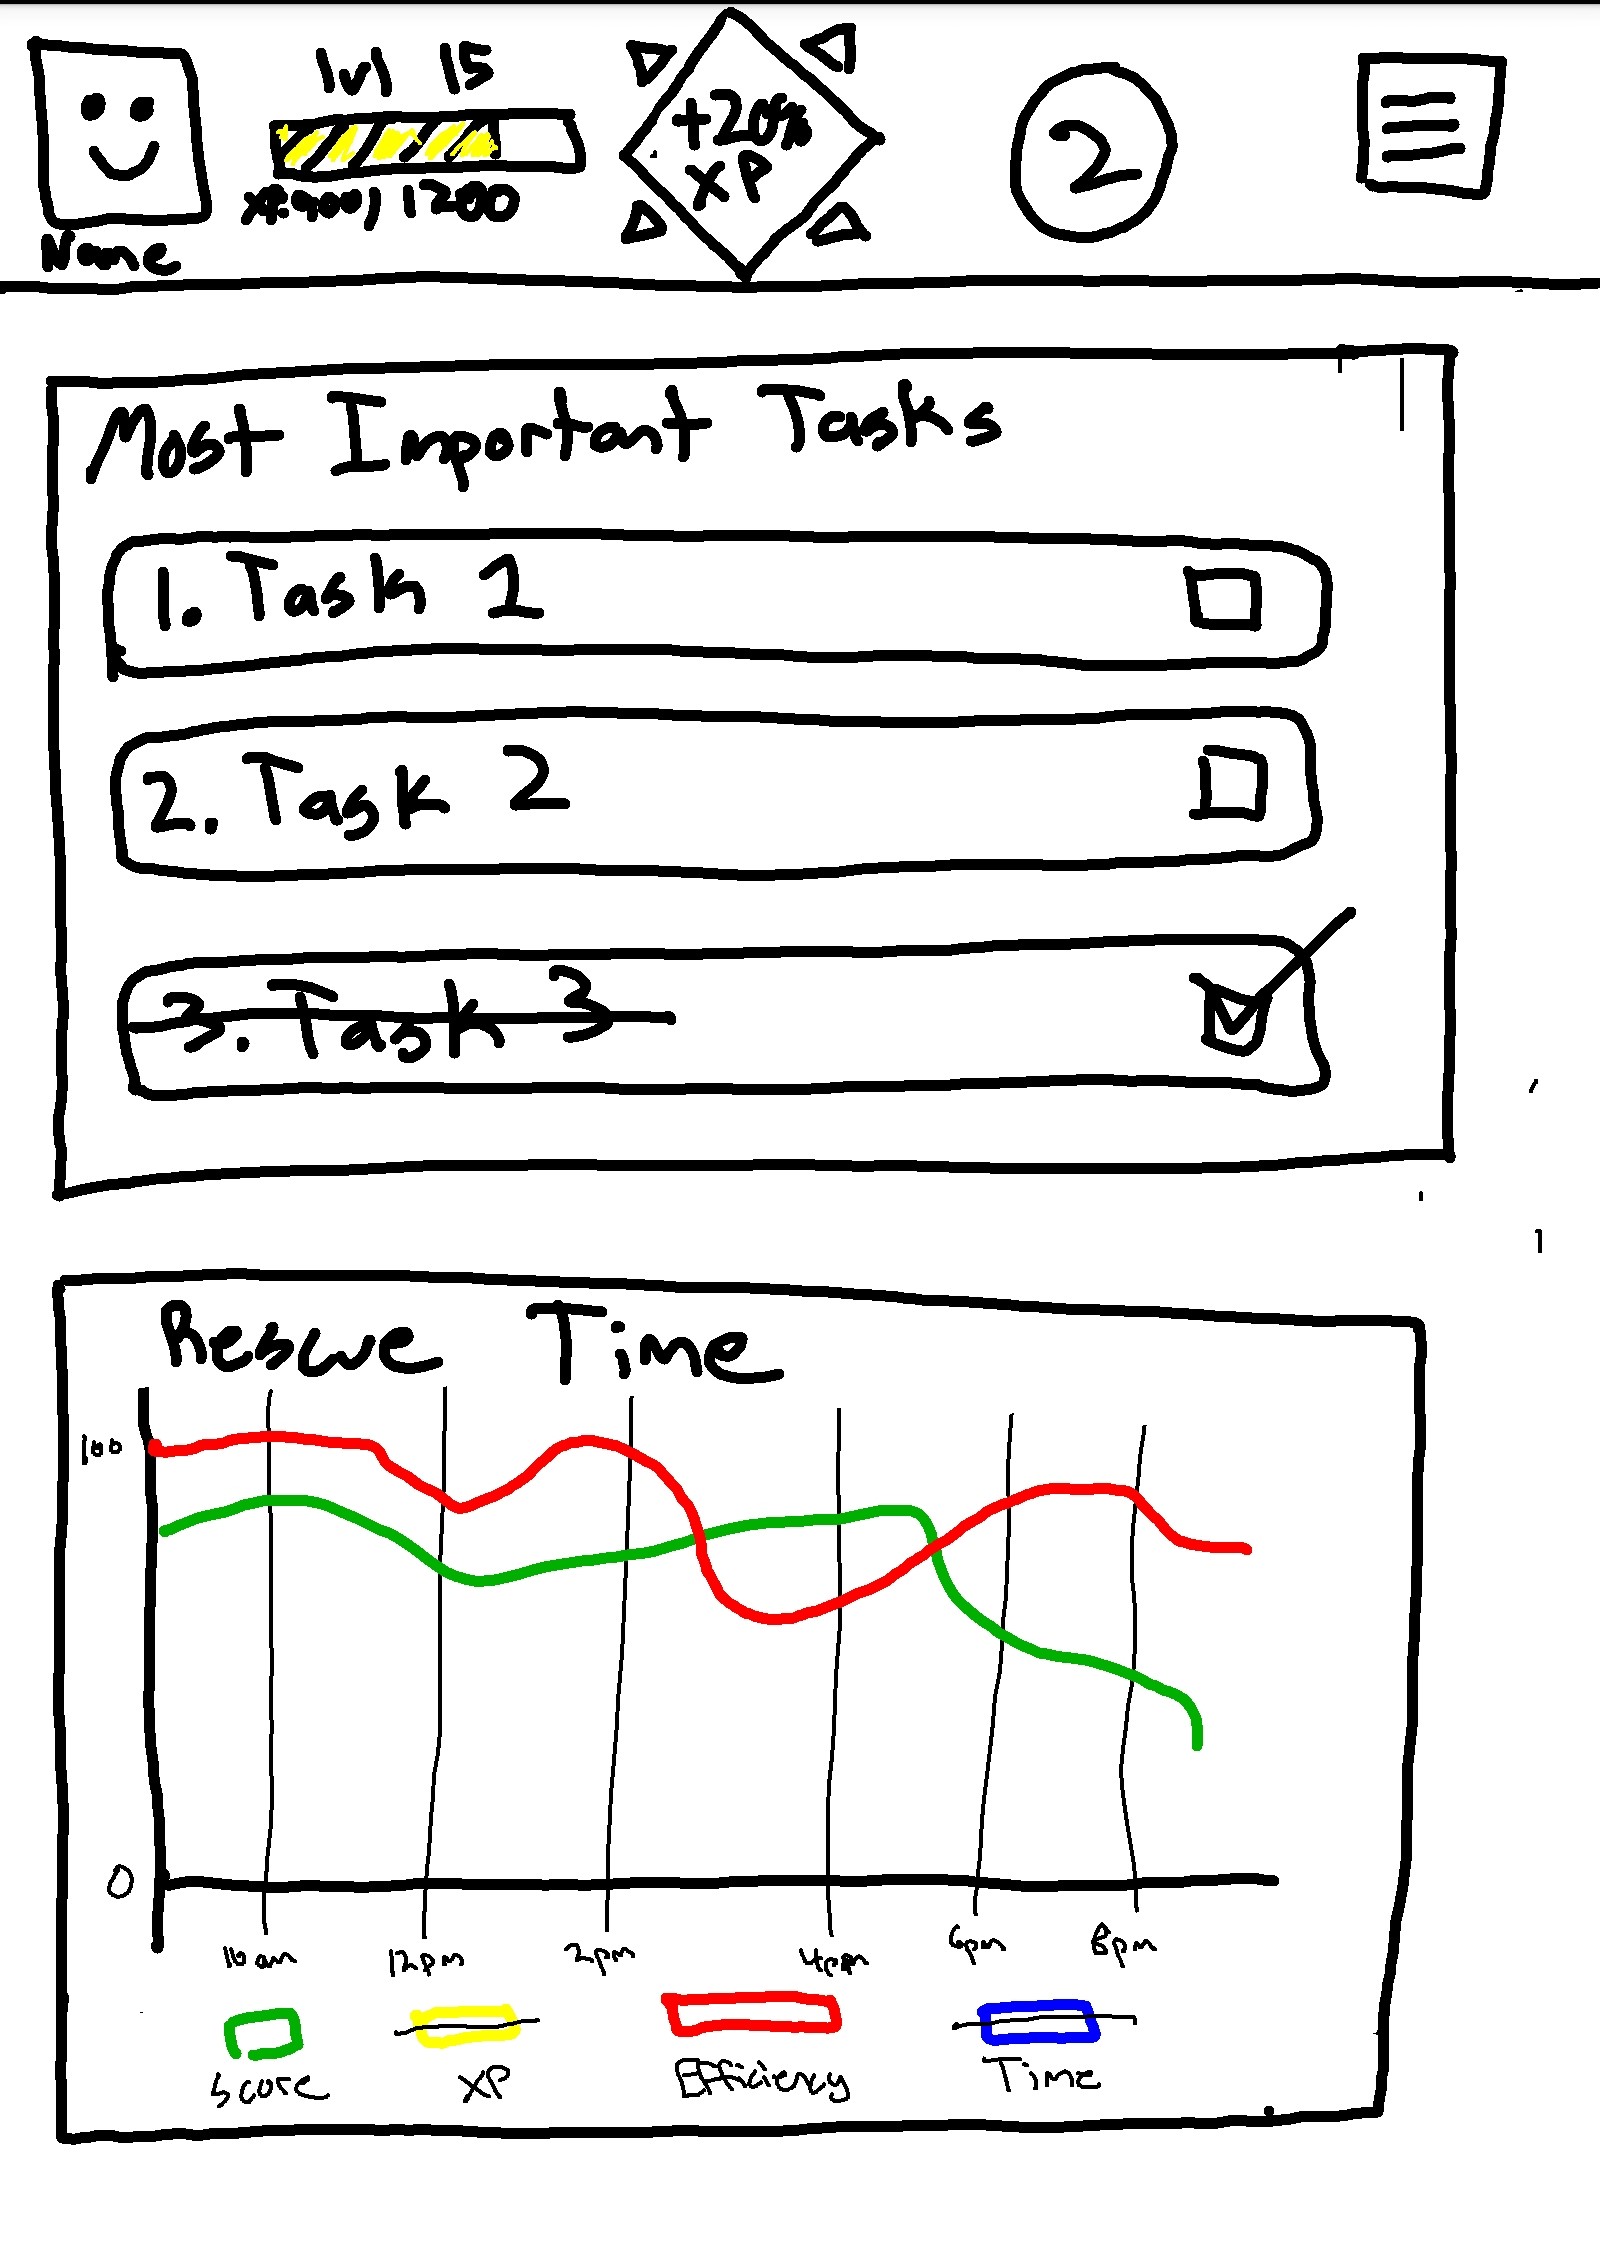 lvl 15
+20%
XP
2
XP:900/1200
Name
Most Important Tasks
1. Task 1
2. Task 2
3. Task 3
Rescue Time
100
0
10am 12pm 2pm 4pm 6pm 8pm
Score XP Efficiency Time